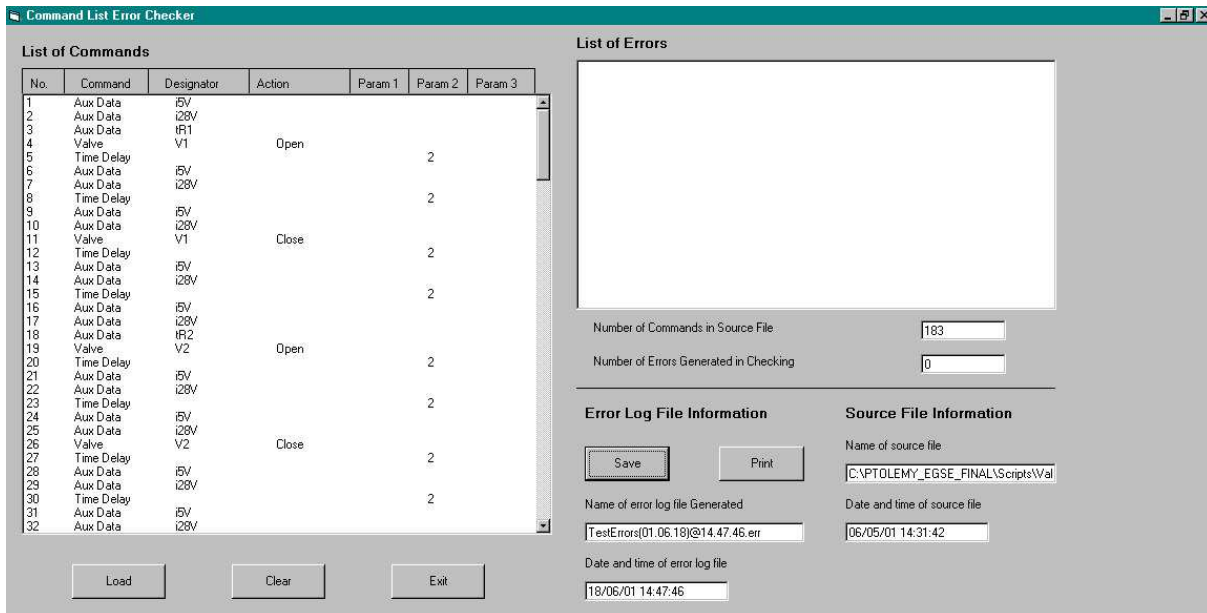 Command List Error Checker
List of Commands
No. Command Designator Action Param 1 Param 2 Param 3
1 Aux Data i5V
2 Aux Data i28V
3 Aux Data tR1
4 Valve V1 Open
5 Time Delay 2
6 Aux Data i5V
7 Aux Data i28V
8 Time Delay 2
9 Aux Data i5V
10 Aux Data i28V
11 Valve V1 Close
12 Time Delay 2
13 Aux Data i5V
14 Aux Data i28V
15 Time Delay 2
16 Aux Data i5V
17 Aux Data i28V
18 Aux Data tR2
19 Valve V2 Open
20 Time Delay 2
21 Aux Data i5V
22 Aux Data i28V
23 Time Delay 2
24 Aux Data i5V
25 Aux Data i28V
26 Valve V2 Close
27 Time Delay 2
28 Aux Data i5V
29 Aux Data i28V
30 Time Delay 2
31 Aux Data i5V
32 Aux Data i28V
Load Clear Exit
List of Errors
Number of Commands in Source File 183
Number of Errors Generated in Checking 0
Error Log File Information
Save Print
Name of error log file Generated
TestErrors(01.06.18)@14.47.46.err
Date and time of error log file
18/06/01 14:47:46
Source File Information
Name of source file
C:\PTOLEMY_EGSE_FINAL\Scripts\Val
Date and time of source file
06/05/01 14:31:42